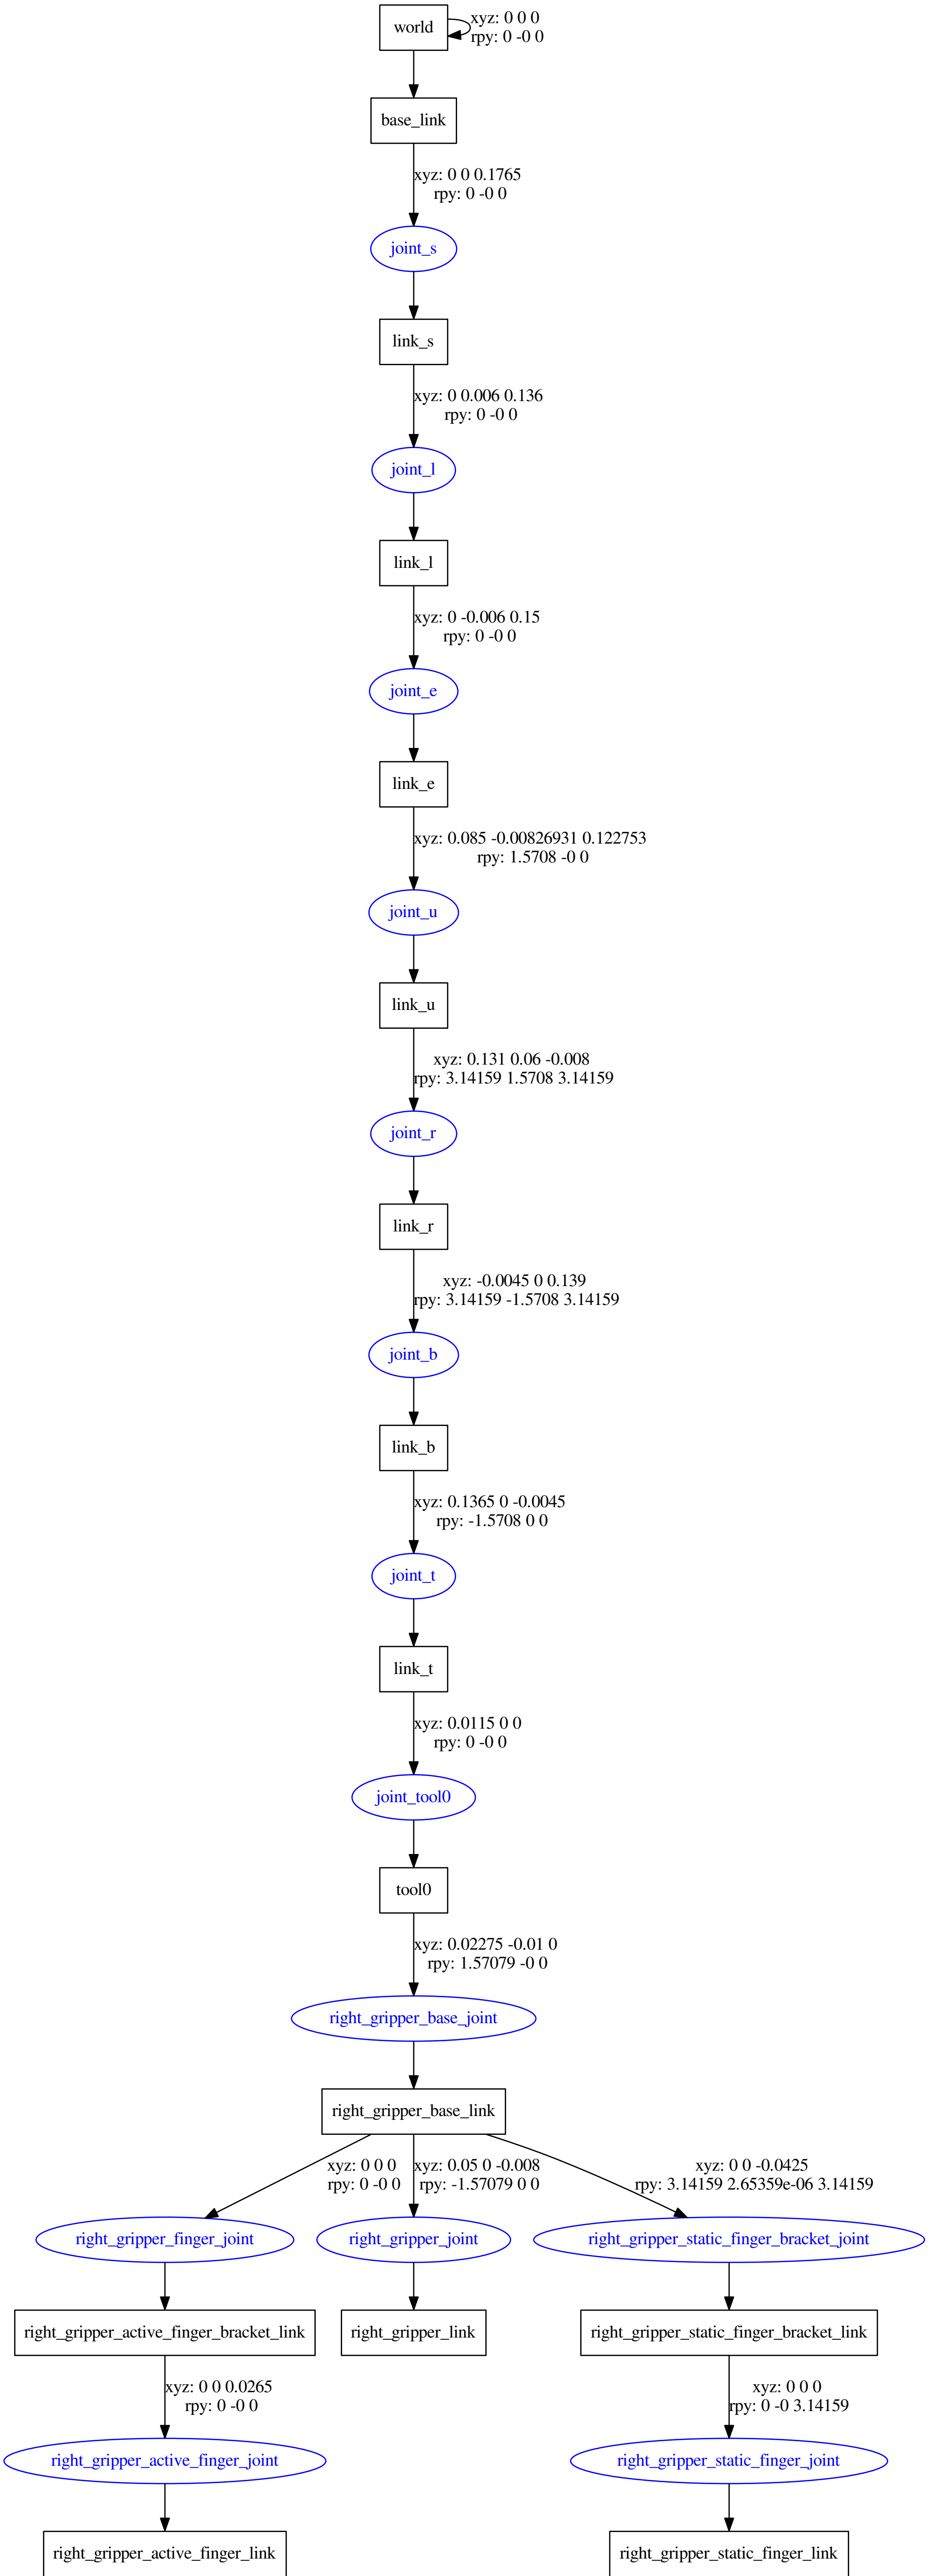 world
xyz: 0 0 0
rpy: 0 -0 0
base_link
xyz: 0 0 0.1765
rpy: 0 -0 0
joint_s
link_s
xyz: 0 0.006 0.136
rpy: 0 -0 0
joint_l
link_l
xyz: 0 -0.006 0.15
rpy: 0 -0 0
joint_e
link_e
xyz: 0.085 -0.00826931 0.122753
rpy: 1.5708 -0 0
joint_u
link_u
xyz: 0.131 0.06 -0.008
rpy: 3.14159 1.5708 3.14159
joint_r
link_r
xyz: -0.0045 0 0.139
rpy: 3.14159 -1.5708 3.14159
joint_b
link_b
xyz: 0.1365 0 -0.0045
rpy: -1.5708 0 0
joint_t
link_t
xyz: 0.0115 0 0
rpy: 0 -0 0
joint_tool0
tool0
xyz: 0.02275 -0.01 0
rpy: 1.57079 -0 0
right_gripper_base_joint
right_gripper_base_link
xyz: 0 0 0
rpy: 0 -0 0
xyz: 0.05 0 -0.008
rpy: -1.57079 0 0
xyz: 0 0 -0.0425
rpy: 3.14159 2.65359e-06 3.14159
right_gripper_finger_joint
right_gripper_joint
right_gripper_static_finger_bracket_joint
right_gripper_active_finger_bracket_link
right_gripper_link
right_gripper_static_finger_bracket_link
xyz: 0 0 0.0265
rpy: 0 -0 0
xyz: 0 0 0
rpy: 0 -0 3.14159
right_gripper_active_finger_joint
right_gripper_static_finger_joint
right_gripper_active_finger_link
right_gripper_static_finger_link